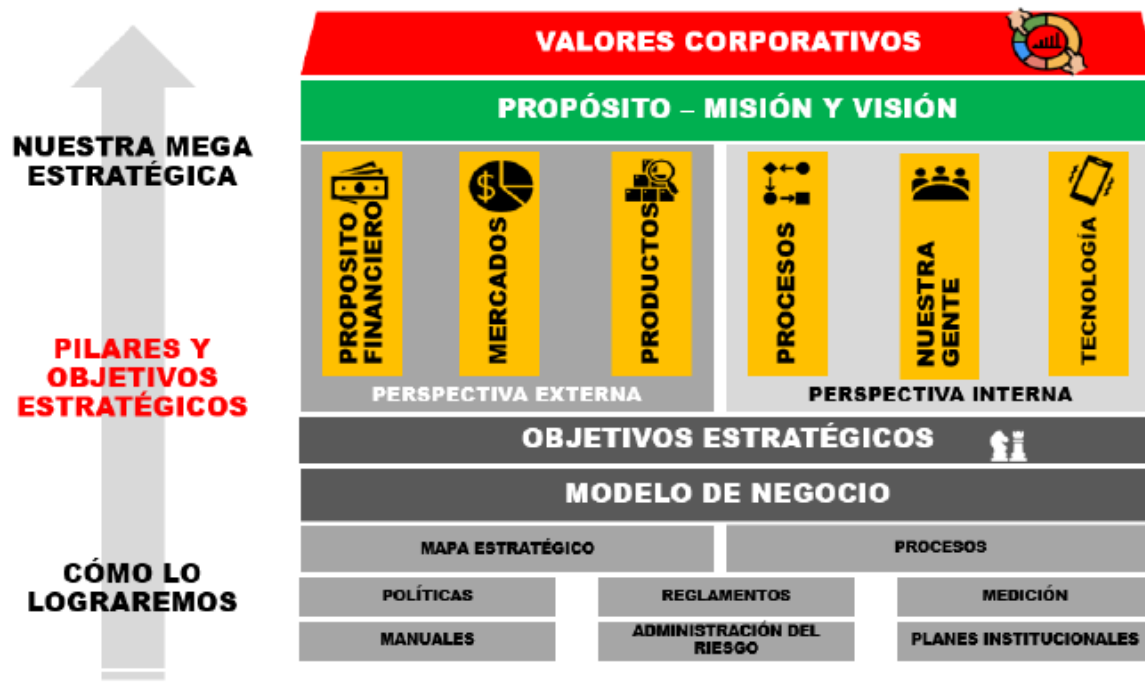 VALORES CORPORATIVOS
PROPÓSITO – MISIÓN Y VISIÓN
NUESTRA MEGA
ESTRATÉGICA
PROPOSITO
FINANCIERO
MERCADOS
PRODUCTOS
PROCESOS
NUESTRA
GENTE
TECNOLOGÍA
PILARES Y
OBJETIVOS
ESTRATÉGICOS
PERSPECTIVA EXTERNA
PERSPECTIVA INTERNA
OBJETIVOS ESTRATÉGICOS
MODELO DE NEGOCIO
CÓMO LO
LOGRAREMOS
MAPA ESTRATÉGICO
PROCESOS
POLÍTICAS
REGLAMENTOS
MEDICIÓN
MANUALES
ADMINISTRACIÓN DEL
RIESGO
PLANES INSTITUCIONALES